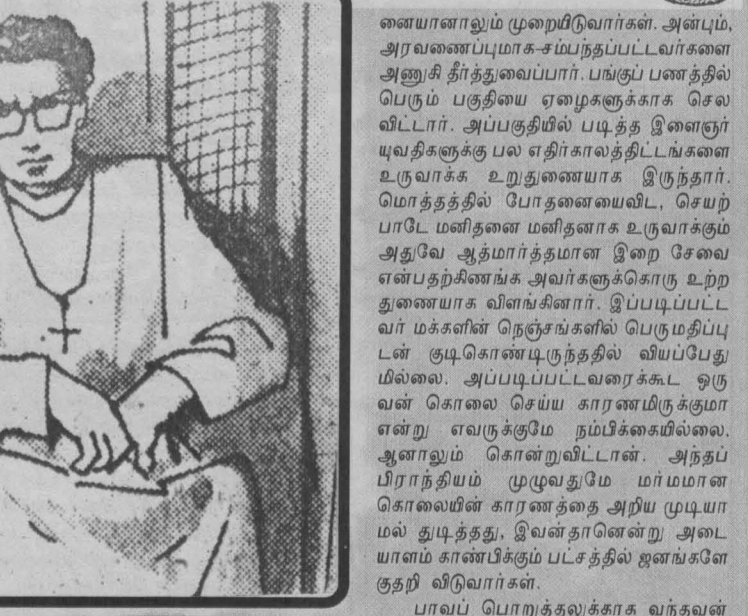 னையானாலும் முறையிடுவார்கள். அன்பும்,
அரவணைப்புமாக சம்பந்தப்பட்டவர்களை
அணுகி தீர்த்துவைப்பார். பங்குப் பணத்தில்
பெரும் பகுதியை ஏழைகளுக்காக செல
விட்டார். அப்பகுதியில் படித்த இளைஞர்
யுவதிகளுக்கு பல எதிர்காலத்திட்டங்களை
உருவாக்க உறுதுணையாக இருந்தார்.
மொத்தத்தில் போதனையைவிட, செயற்
பாடே மனிதனை மனிதனாக உருவாக்கும்
அதுவே ஆத்மார்த்தமான இறை சேவை
என்பதற்கிணங்க அவர்களுக்கொரு உற்ற
துணையாக விளங்கினார். இப்படிப்பட்ட
வர் மக்களின் நெஞ்சங்களில் பெருமதிப்பு
டன் குடிகொண்டிருந்ததில் வியப்பேது
மில்லை. அப்படிப்பட்டவரைக்கூட ஒரு
வன் கொலை செய்ய காரணமிருக்குமா
என்று எவருக்குமே நம்பிக்கையில்லை.
ஆனாலும் கொன்றுவிட்டான். அந்தப்
பிராந்தியம் முழுவதுமே மர்மமான
கொலையின் காரணத்தை அறிய முடியா
மல் துடித்தது, இவன்தானென்று அடை
யாளம் காண்பிக்கும் பட்சத்தில் ஜனங்களே
குதறி விடுவார்கள்.
பாவப் பொறுத்தலுக்காக வந்தவன்